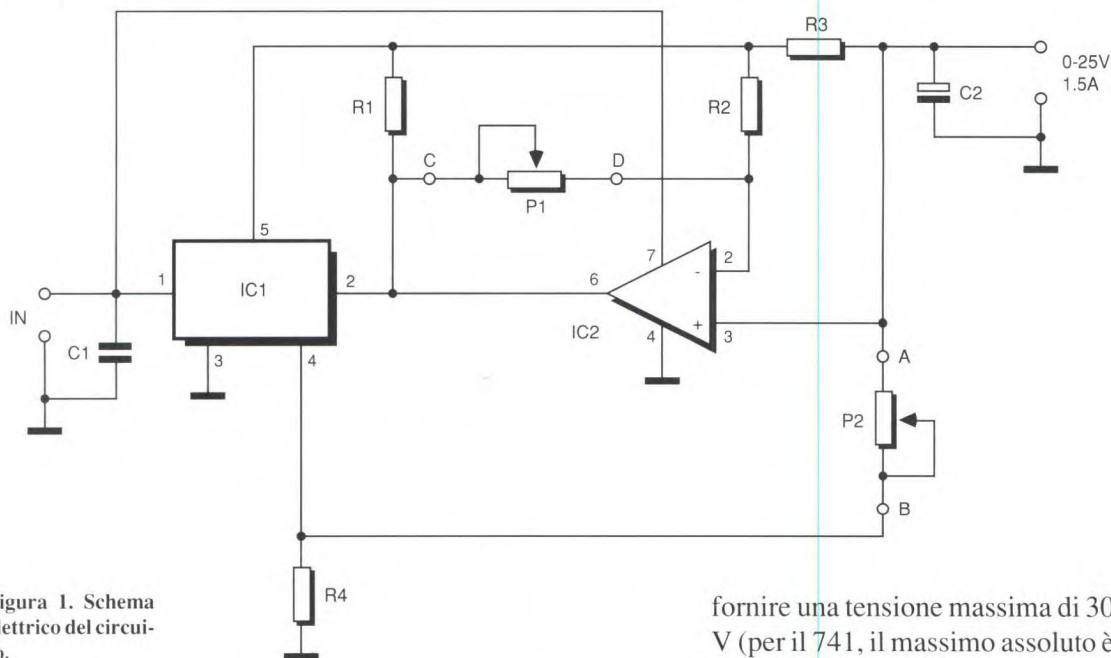 R3
0-25V
1.5A
R1
R2
C2
C
D
P1
5
7
2
1
IC1
2
6
-
IN
IC2
+
3
C1
4
3
4
A
P2
B
R4
igura 1. Schema
lettrico del circui-
o.
fornire una tensione massima di 30
V (per il 741, il massimo assoluto è